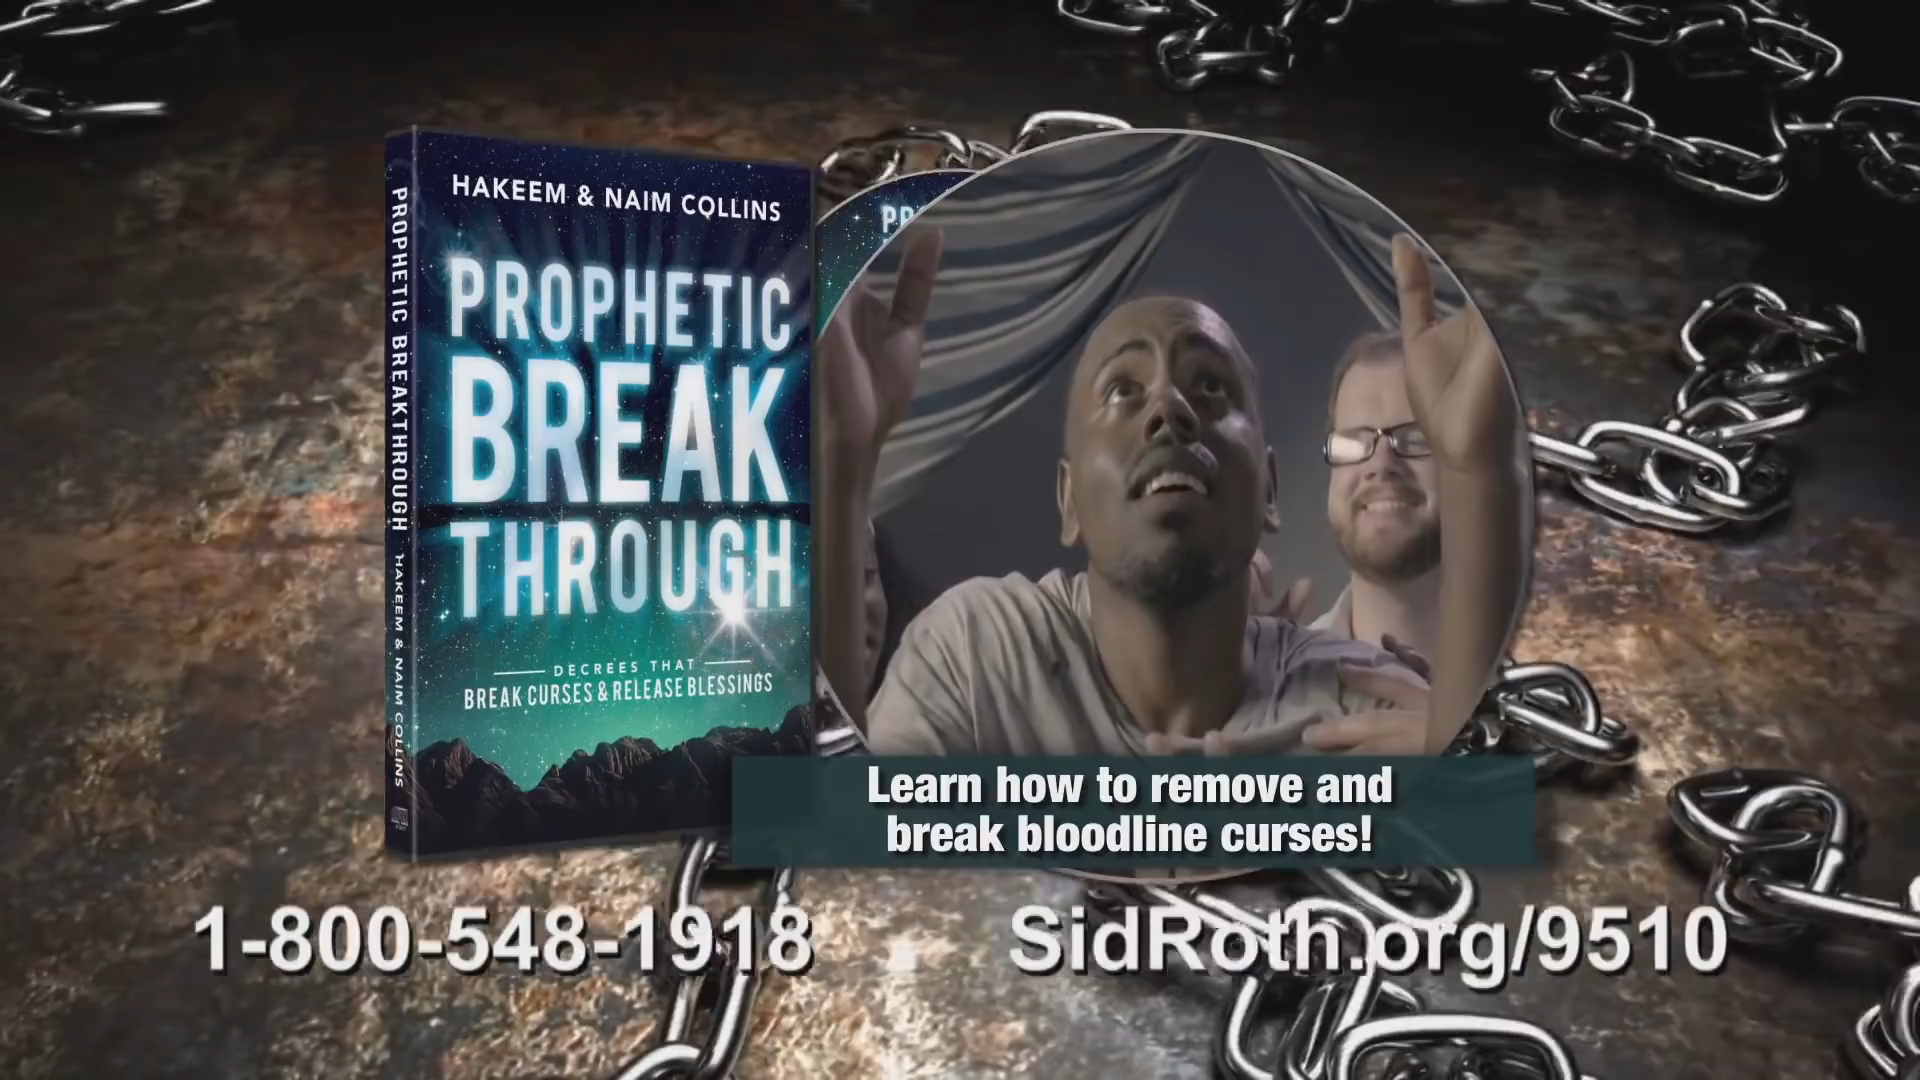 HAKEEM & NAIM COLLINS
PROPHETIC
BREAK
THROUGH
DECREES THAT
BREAK CURSES & RELEASE BLESSINGS
PROPHETIC BREAKTHROUGH HAKEEM & NAIM COLLINS
Learn how to remove and
break bloodline curses!
1-800-548-1918
SidRoth.org/9510